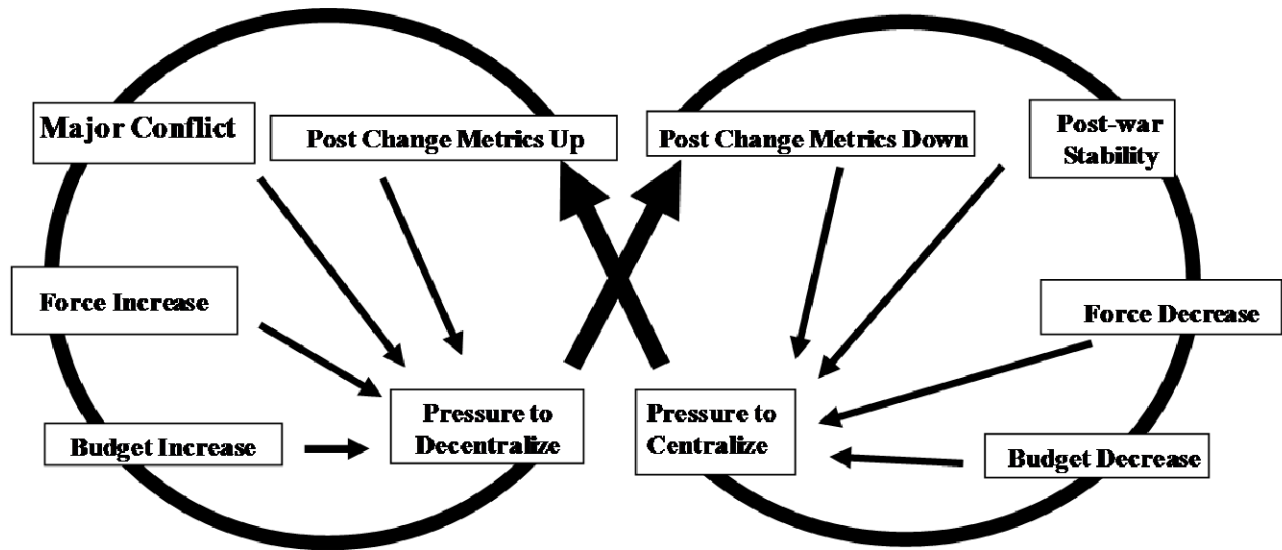 Major Conflict
Post Change Metrics Up
Post Change Metrics Down
Post-war
Stability
Force Increase
Force Decrease
Pressure to
Decentralize
Pressure to
Centralize
Budget Increase
Budget Decrease